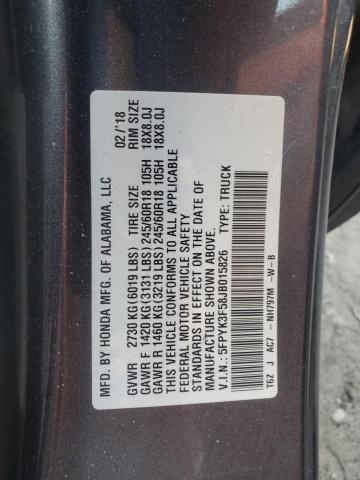 MFD. BY HONDA MFG. OF ALABAMA, LLC 02/'18
GVWR 2730 KG (6019 LBS) TIRE SIZE RIM SIZE
GAWR F 1420 KG (3131 LBS) 245/60R18 105H 18X8.0J
GAWR R 1460 KG (3219 LBS) 245/60R18 105H 18X8.0J
THIS VEHICLE CONFORMS TO ALL APPLICABLE
FEDERAL MOTOR VEHICLE SAFETY
STANDARDS IN EFFECT ON THE DATE OF
MANUFACTURE SHOWN ABOVE.
V.I.N.: 5FPYK3F58JB015826 TYPE: TRUCK
T6Z J AC7 -NH797M -W-B